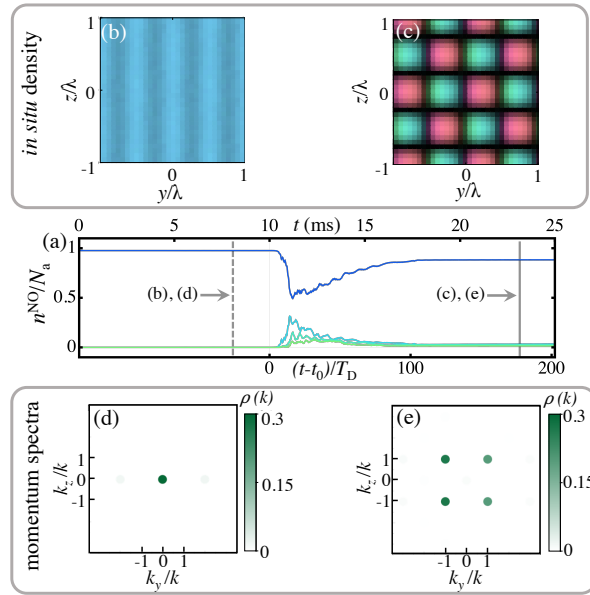 in situ density
(b)
1
0
-1
z/λ
0
1
y/λ
(c)
1
0
-1
z/λ
0
1
y/λ
0 5 10 t (ms) 15 20 25
(a)
1
0.5
0
n^NO/N_a
(b), (d)
(c), (e)
0 100 200
(t-t_0)/T_D
momentum spectra
(d)
k_z/k
1
0
-1
-1 0 1
k_y/k
ρ(k)
0.3
0.15
0
(e)
k_z/k
1
0
-1
-1 0 1
k_y/k
ρ(k)
0.3
0.15
0